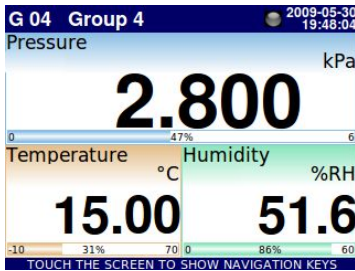 G 04 Group 4 2009-05-30
19:48:04
Pressure
kPa
2.800
0 47% 6
Temperature
°C
15.00
-10 31% 70
Humidity
%RH
51.6
0 86% 60
TOUCH THE SCREEN TO SHOW NAVIGATION KEYS